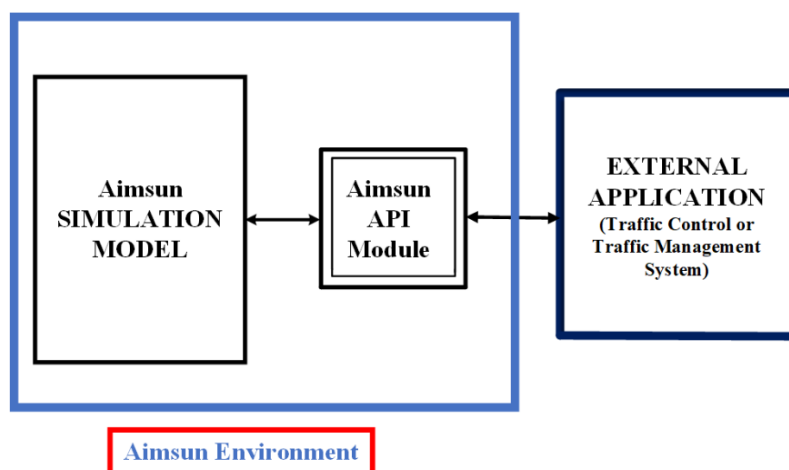 Aimsun
SIMULATION
MODEL
Aimsun
API
Module
EXTERNAL
APPLICATION
(Traffic Control or
Traffic Management
System)
Aimsun Environment